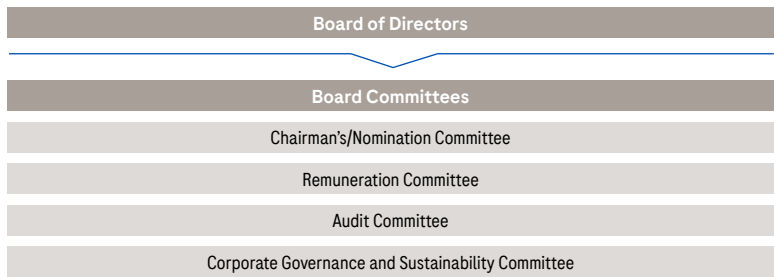 Board of Directors
Board Committees
Chairman's/Nomination Committee
Remuneration Committee
Audit Committee
Corporate Governance and Sustainability Committee